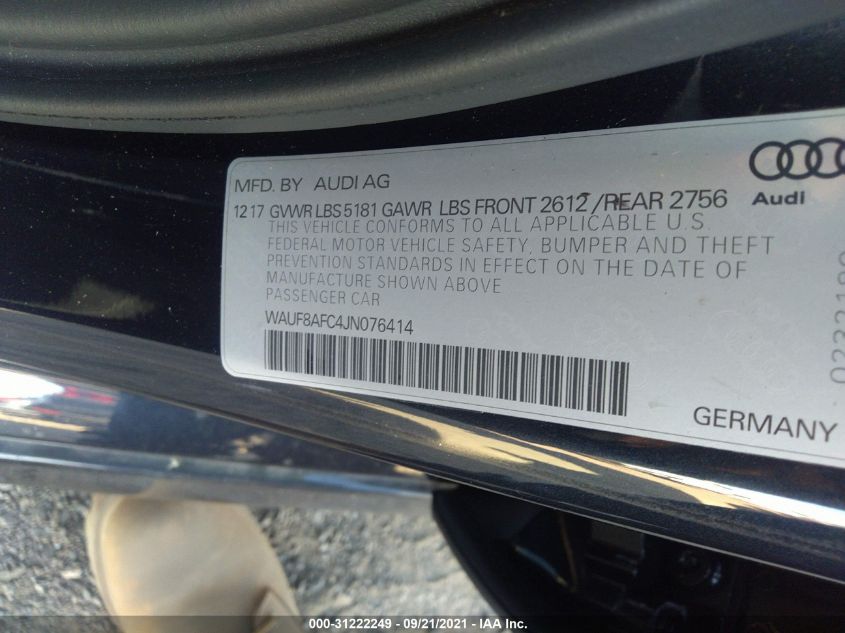 MFD. BY AUDI AG
Audi
12 17 GVWR LBS 5181 GAWR LBS FRONT 2612 /REAR 2756
THIS VEHICLE CONFORMS TO ALL APPLICABLE U.S.
FEDERAL MOTOR VEHICLE SAFETY, BUMPER AND THEFT
PREVENTION STANDARDS IN EFFECT ON THE DATE OF
MANUFACTURE SHOWN ABOVE
PASSENGER CAR
WAUF8AFC4JN076414
GERMANY
000-31222249 - 09/21/2021 - IAA Inc.